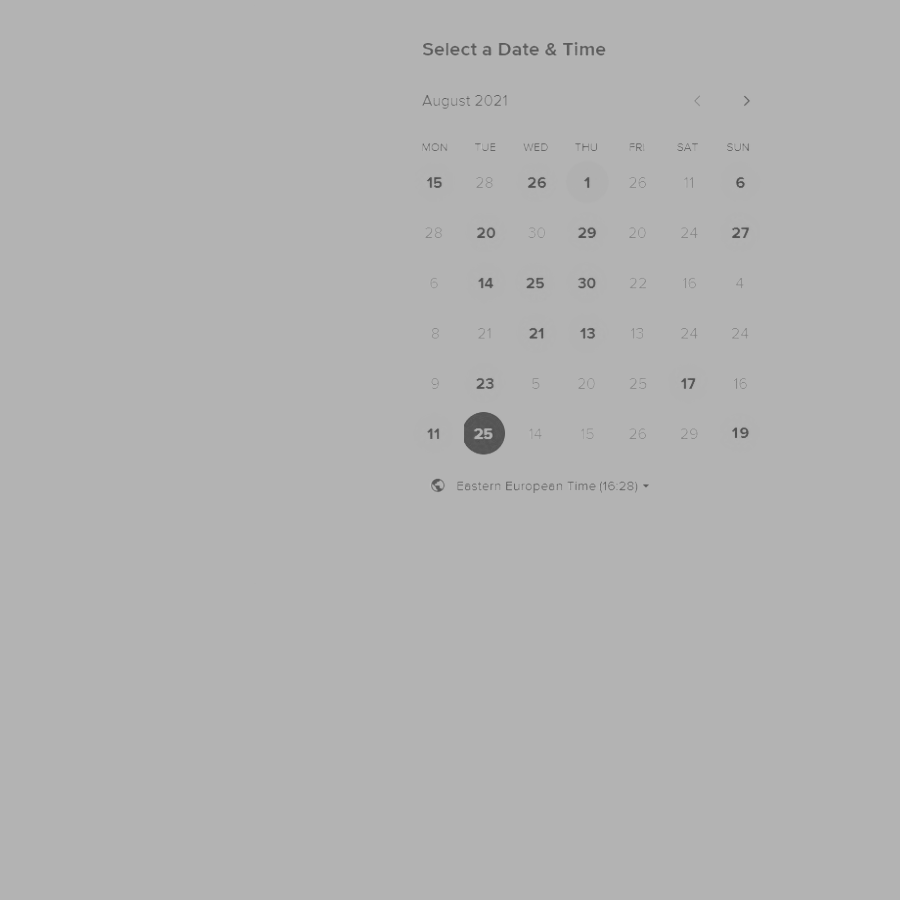 Select a Date & Time
August 2021
MON TUE WED THU FRI SAT SUN
15 28 26 1 26 11 6
28 20 30 29 20 24 27
6 14 25 30 22 16 4
8 21 21 13 13 24 24
9 23 5 20 25 17 16
11 25 14 15 26 29 19
Eastern European Time (16:28)